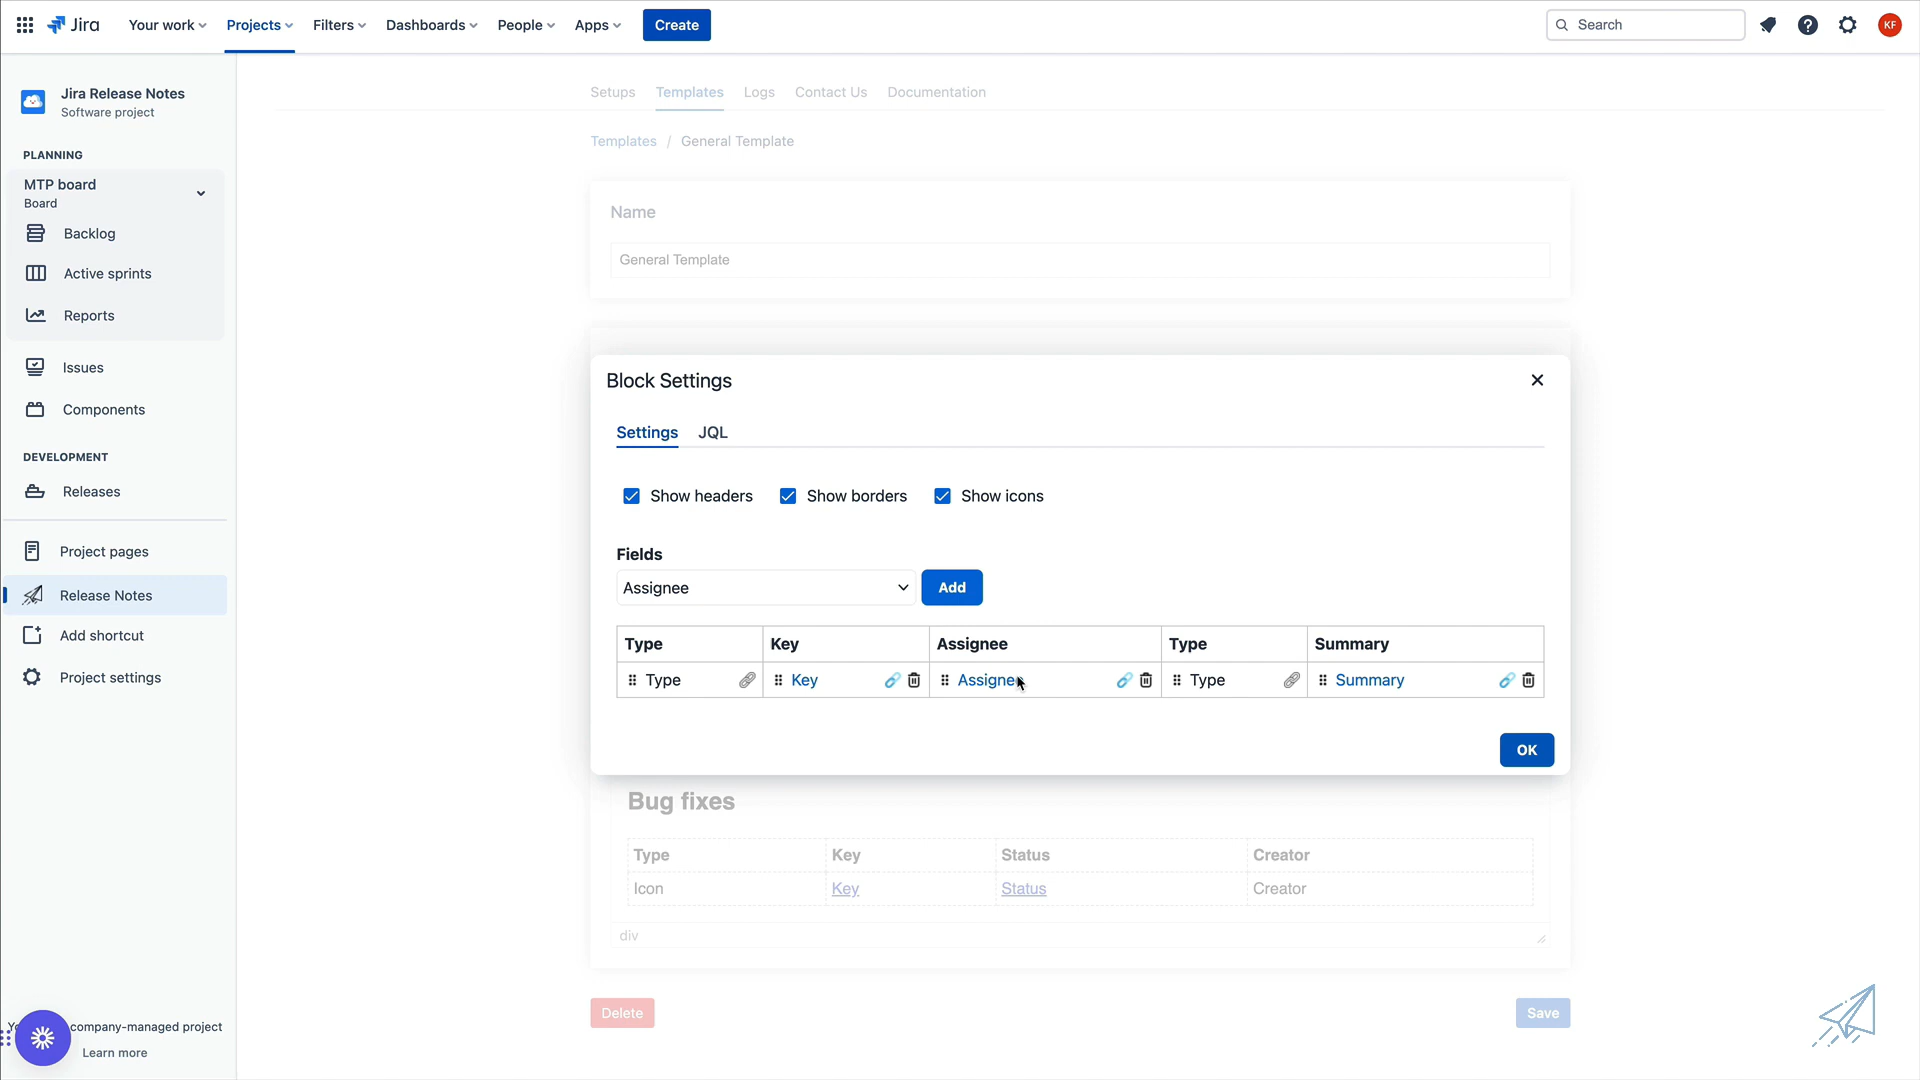 Jira Your work Projects Filters Dashboards People Apps Create Search KF
Jira Release Notes
Software project
PLANNING
MTP board
Board
Backlog
Active sprints
Reports
Issues
Components
DEVELOPMENT
Releases
Project pages
Release Notes
Add shortcut
Project settings
company-managed project
Learn more
Setups Templates Logs Contact Us Documentation
Templates / General Template
Name
General Template
Block Settings
Settings JQL
Show headers Show borders Show icons
Fields
Assignee Add
Type Key Assignee Type Summary
Type Key Assignee Type Summary
OK
Bug fixes
Type Key Status Creator
Icon Key Status Creator
div
Delete Save